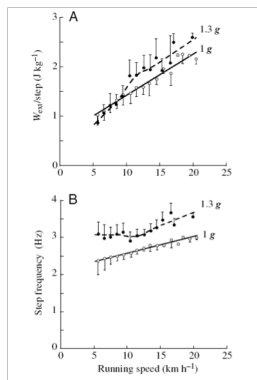 A
3
2
1
0
W_ext/step (J kg⁻¹)
1.3 g
1 g
0 5 10 15 20 25
B
4
3
2
1
0
Step frequency (Hz)
1.3 g
1 g
0 5 10 15 20 25
Running speed (km h⁻¹)